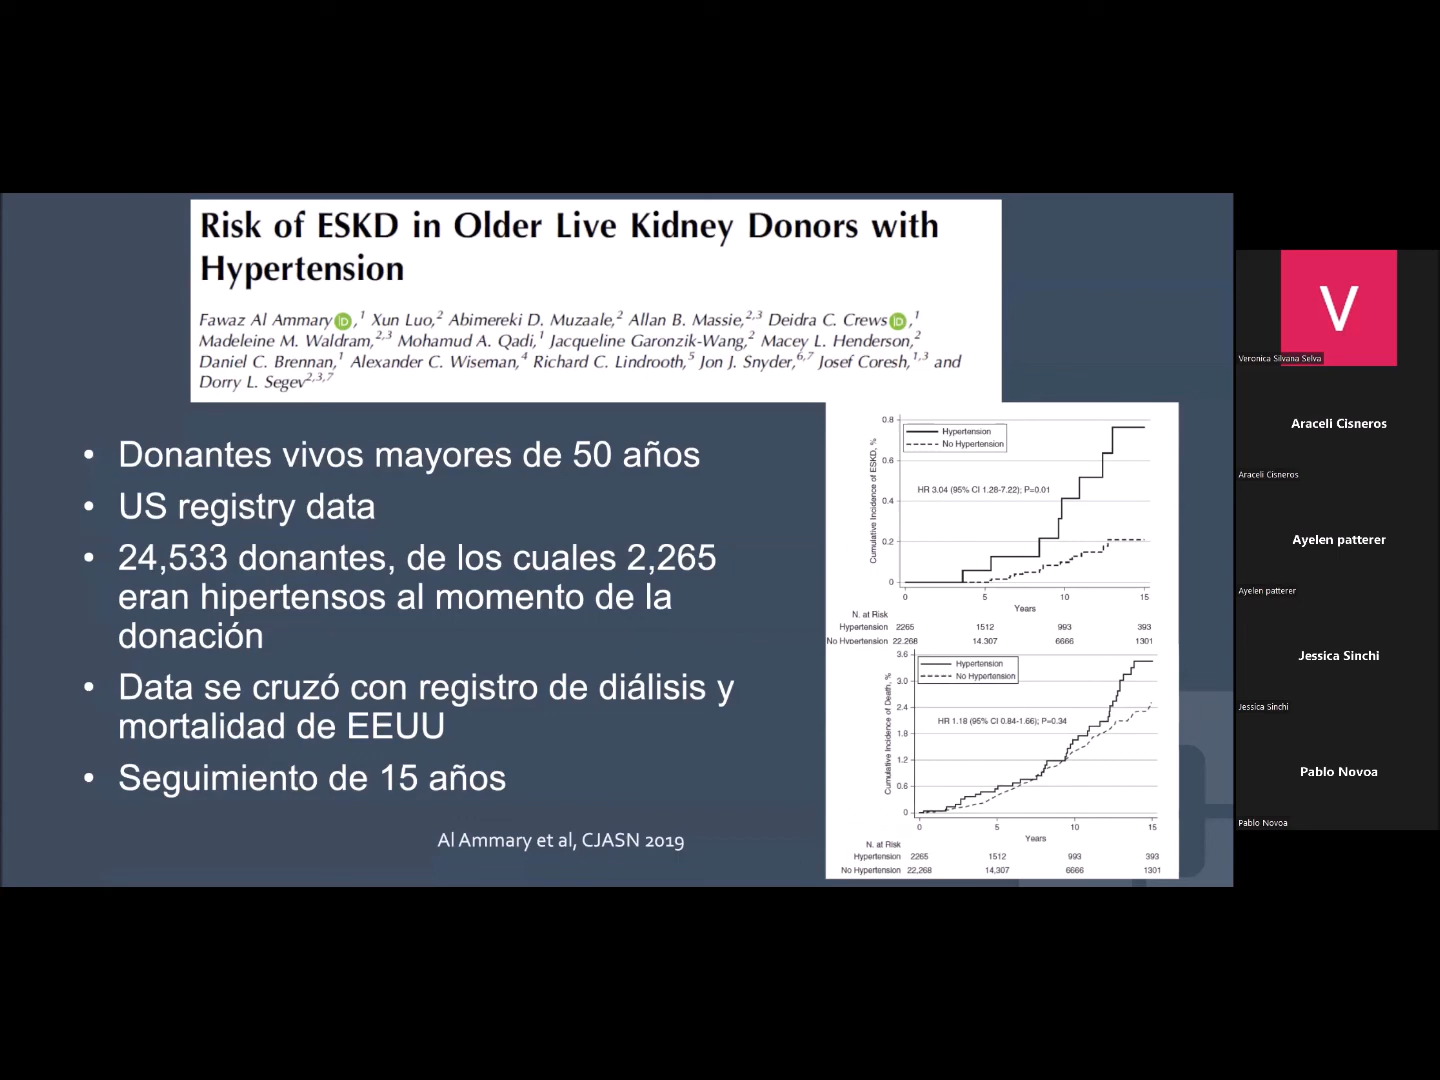 Risk of ESKD in Older Live Kidney Donors with
Hypertension
Fawaz Al Ammary iD,1 Xun Luo,2 Abimereki D. Muzaale,2 Allan B. Massie,2,3 Deidra C. Crews iD,1
Madeleine M. Waldram,2,3 Mohamud A. Qadi,1 Jacqueline Garonzik-Wang,2 Macey L. Henderson,2
Daniel C. Brennan,1 Alexander C. Wiseman,4 Richard C. Lindrooth,5 Jon J. Snyder,6,7 Josef Coresh,1,3 and
Dorry L. Segev2,3,7
• Donantes vivos mayores de 50 años
• US registry data
• 24,533 donantes, de los cuales 2,265
eran hipertensos al momento de la
donación
• Data se cruzó con registro de diálisis y
mortalidad de EEUU
• Seguimiento de 15 años
Al Ammary et al, CJASN 2019
Cumulative Incidence of ESKD, %
0.8
0.6
0.4
0.2
0
Hypertension
No Hypertension
HR 3.04 (95% CI 1.28-7.22); P=0.01
0 5 10 15
Years
N. at Risk
Hypertension 2265 1512 993 393
No Hypertension 22.268 14.307 6666 1301
Cumulative Incidence of Death, %
3.6
3.0
2.4
1.8
1.2
0.6
0
Hypertension
No Hypertension
HR 1.18 (95% CI 0.84-1.66); P=0.34
0 5 10 15
Years
N. at Risk
Hypertension 2265 1512 993 393
No Hypertension 22,268 14,307 6666 1301
V
Veronica Silvana Selva
Araceli Cisneros
Araceli Cisneros
Ayelen patterer
Ayelen patterer
Jessica Sinchi
Jessica Sinchi
Pablo Novoa
Pablo Novoa